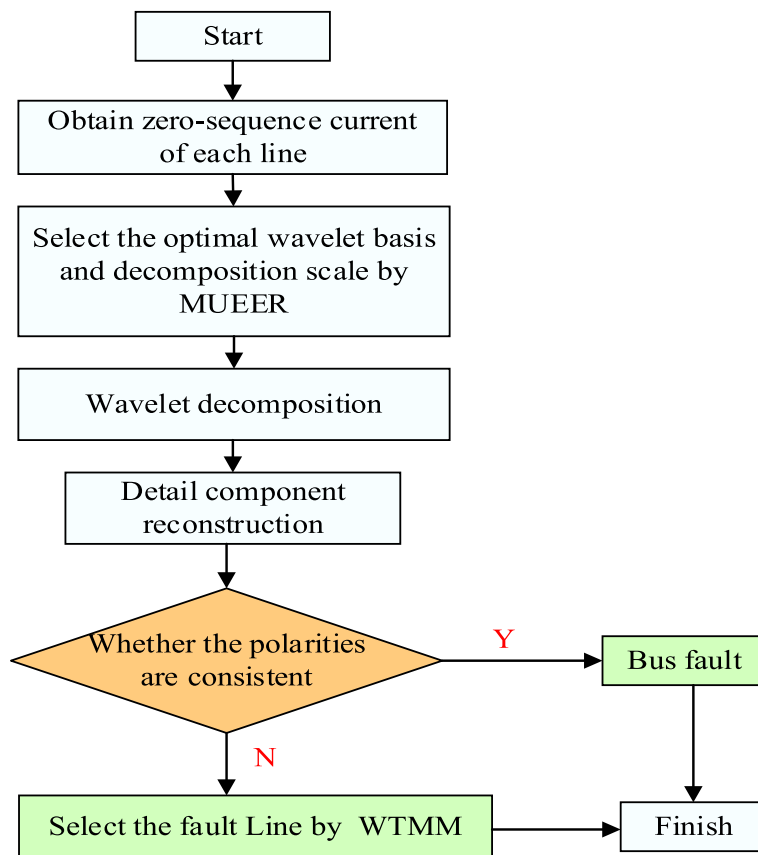 Start
Obtain zero-sequence current
of each line
Select the optimal wavelet basis
and decomposition scale by
MUEER
Wavelet decomposition
Detail component
reconstruction
Whether the polarities
are consistent
Y
Bus fault
N
Select the fault Line by WTMM
Finish